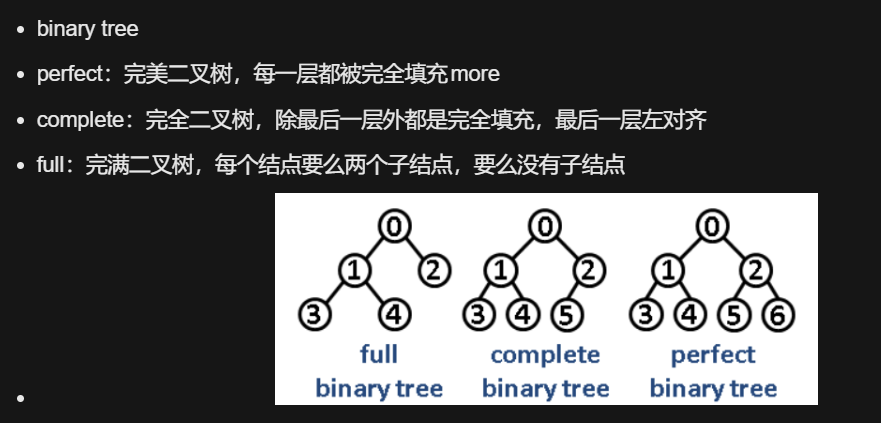 binary tree
perfect：完美二叉树，每一层都被完全填充more
complete：完全二叉树，除最后一层外都是完全填充，最后一层左对齐
full：完满二叉树，每个结点要么两个子结点，要么没有子结点
0 0 0
1 2 1 2 1 2
3 4 3 4 5 3 4 5 6
full complete perfect
binary tree binary tree binary tree